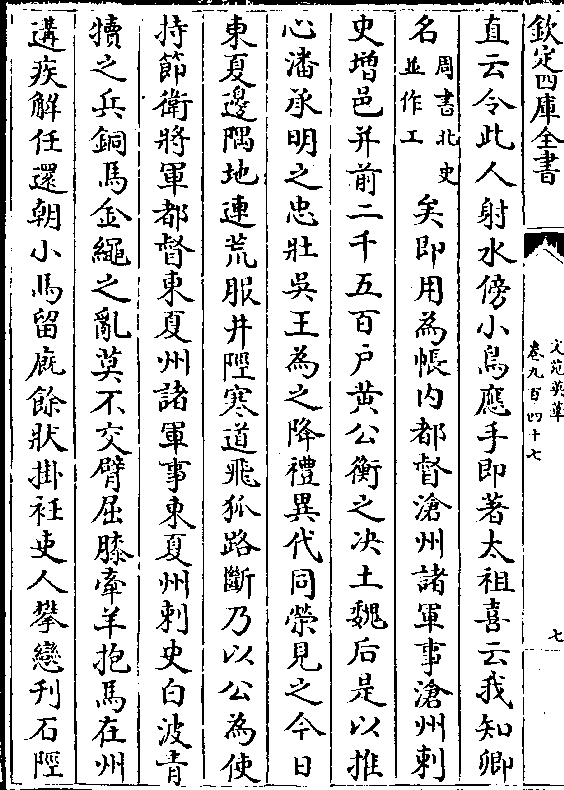 欽定四庫全書
文苑英華
卷九百四十七
七
直云令此人射水傍小鳥應手即著太祖喜云我知卿
名周書北史並作工矣即用為帳内都督滄州諸軍事滄州刺
史增邑并前二千五百户黄公衡之决土魏后是以推
心潘承明之忠壯吳王為之降禮異代同榮見之今日
東夏邊隅地連荒服井陘寒道飛狐路斷乃以公為使
持節衛將軍都督東夏州諸軍事東夏州刺史白波青
犢之兵銅馬金繩之亂莫不交臂屈膝牽羊抱馬在州
遘疾解任還朝小馬留廐餘狀掛袵吏人攀戀刋石陘